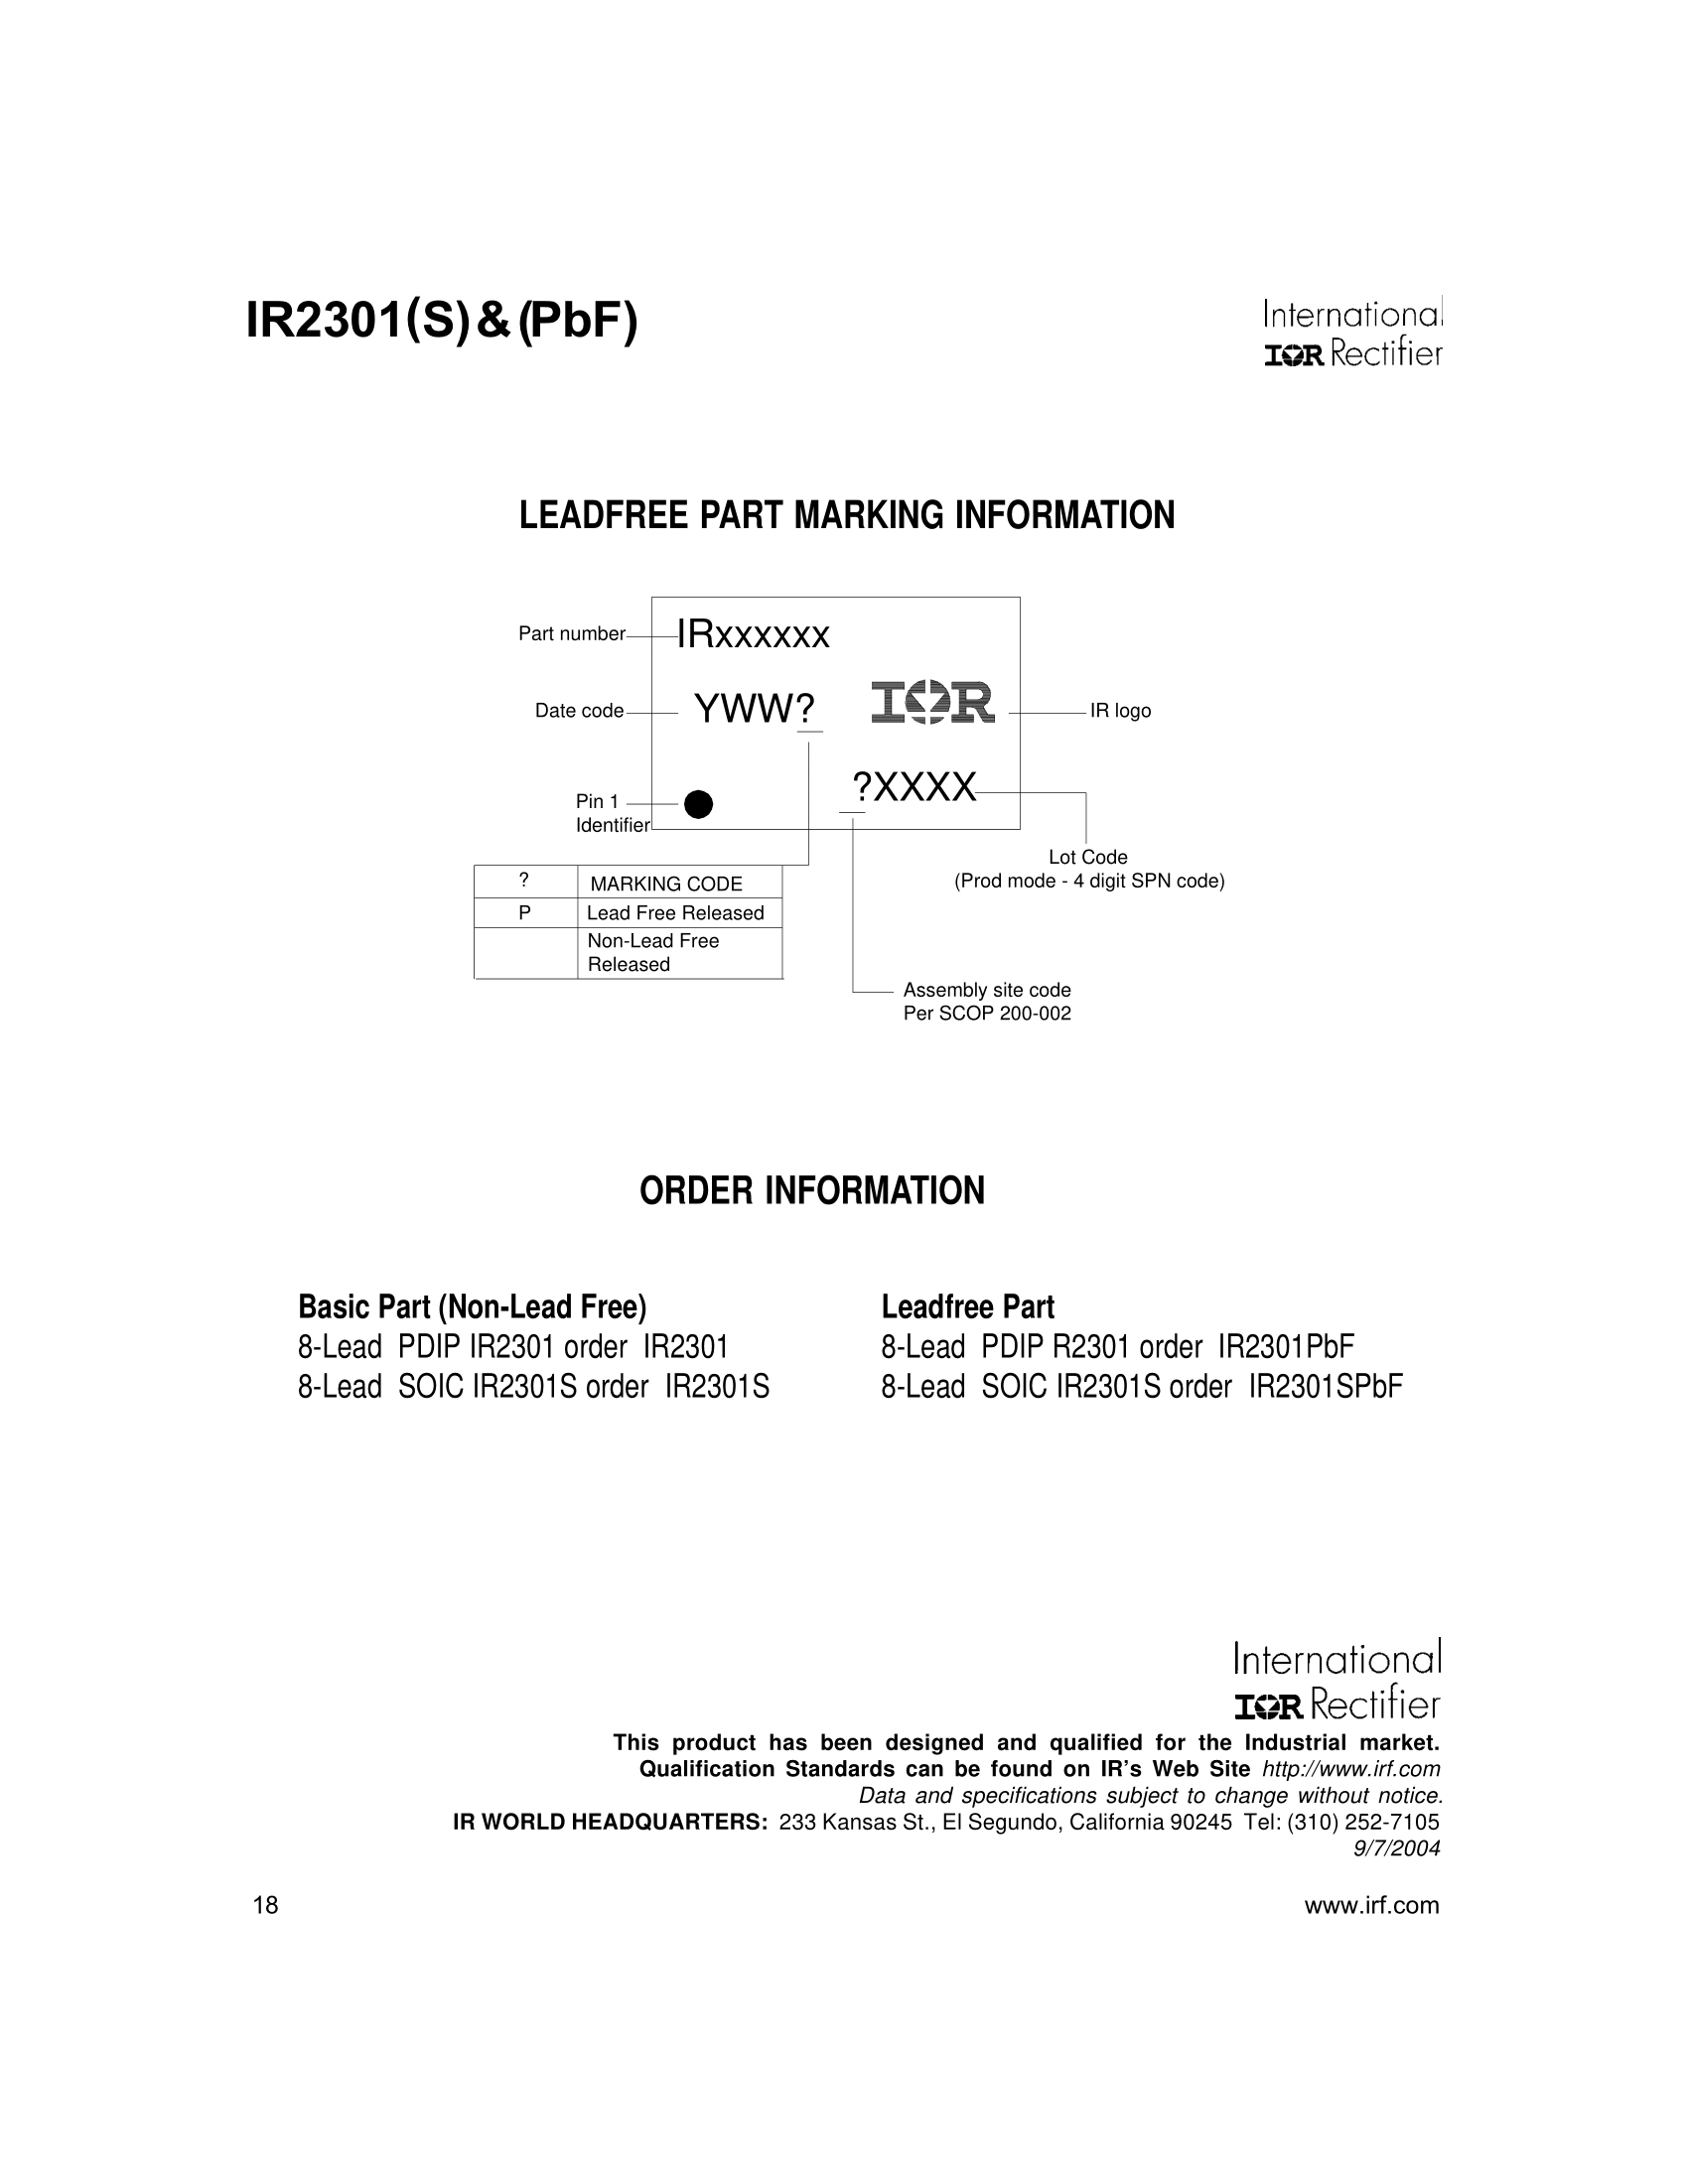 IR2301(S)&(PbF)
International
IOR Rectifier
LEADFREE PART MARKING INFORMATION
Part number
IRxxxxxx
Date code
YWW?
IOR
IR logo
?XXXX
Pin 1
Identifier
Lot Code
(Prod mode - 4 digit SPN code)
? MARKING CODE
P Lead Free Released
Non-Lead Free
Released
Assembly site code
Per SCOP 200-002
ORDER INFORMATION
Basic Part (Non-Lead Free)
8-Lead PDIP IR2301 order IR2301
8-Lead SOIC IR2301S order IR2301S
Leadfree Part
8-Lead PDIP R2301 order IR2301PbF
8-Lead SOIC IR2301S order IR2301SPbF
International
IOR Rectifier
This product has been designed and qualified for the Industrial market.
Qualification Standards can be found on IR's Web Site http://www.irf.com
Data and specifications subject to change without notice.
IR WORLD HEADQUARTERS: 233 Kansas St., El Segundo, California 90245 Tel: (310) 252-7105
9/7/2004
18
www.irf.com